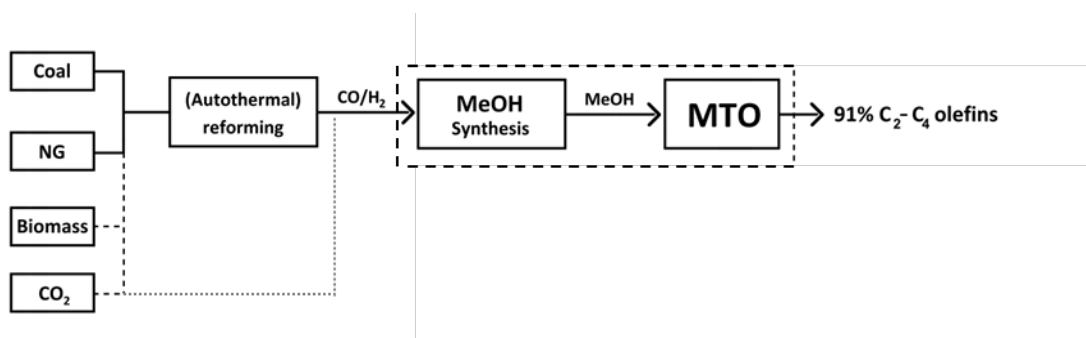 Coal
NG
Biomass
CO₂
(Autothermal)
reforming
CO/H₂
MeOH
Synthesis
MeOH
MTO
91% C₂- C₄ olefins